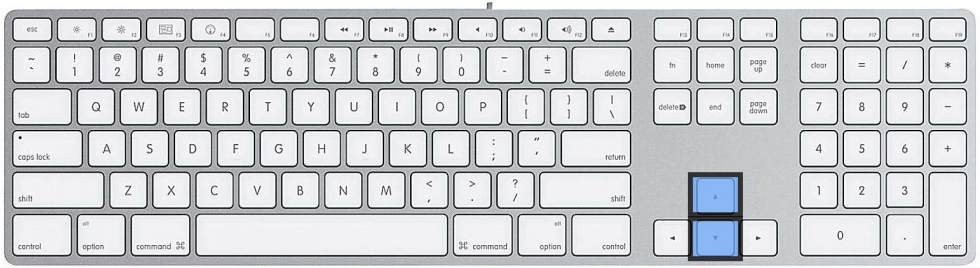 esc F1 F2 F3 F4 F5 F6 F7 F8 F9 F10 F11 F12 F13 F14 F15 F16 F17 F18 F19
~ ` ! 1 @ 2 # 3 $ 4 % 5 ^ 6 & 7 * 8 ( 9 ) 0 _ - + = delete fn home page up clear = / *
tab Q W E R T Y U I O P { [ } ] | \ delete end page down 7 8 9 -
caps lock A S D F G H J K L : ; " ' return 4 5 6 +
shift Z X C V B N M < , > . ? / shift 1 2 3
control alt option command ⌘ ⌘ command alt option control 0 . enter